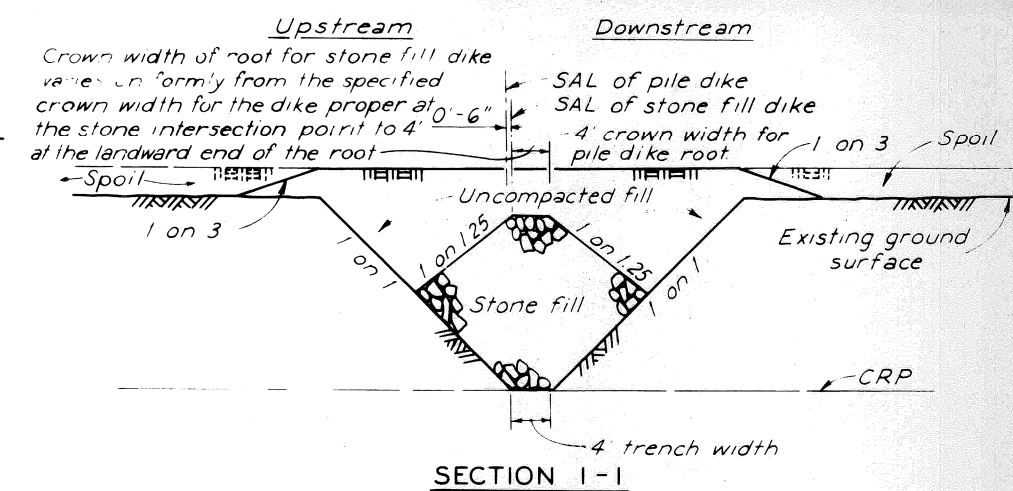 Upstream
Downstream
Crown width of root for stone fill dike
varies uniformly from the specified
crown width for the dike proper at
the stone intersection point to 4'
at the landward end of the root
0'-6"
SAL of pile dike
SAL of stone fill dike
4' crown width for
pile dike root.
1 on 3
Spoil
Spoil
1 on 3
Uncompacted fill
Existing ground
surface
1 on 1
1 on 1.25
1 on 1.25
1 on 1
Stone fill
CRP
4' trench width
SECTION 1-1